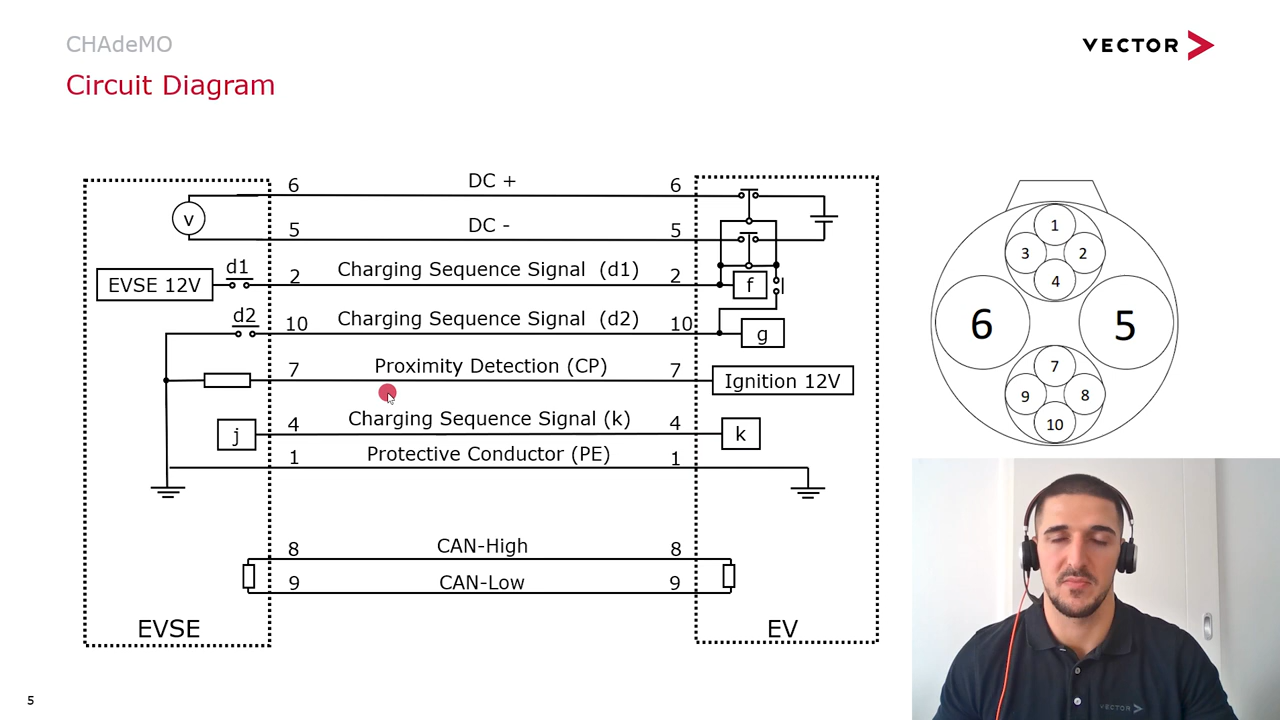 CHAdeMO
VECTOR
Circuit Diagram
6 DC + 6
v
5 DC - 5
EVSE 12V d1 2 Charging Sequence Signal (d1) 2 f
d2 10 Charging Sequence Signal (d2) 10 g
7 Proximity Detection (CP) 7 Ignition 12V
j 4 Charging Sequence Signal (k) 4 k
1 Protective Conductor (PE) 1
8 CAN-High 8
9 CAN-Low 9
EVSE EV
1
3 2
4
6 5
7
9 8
10
VECTOR
5